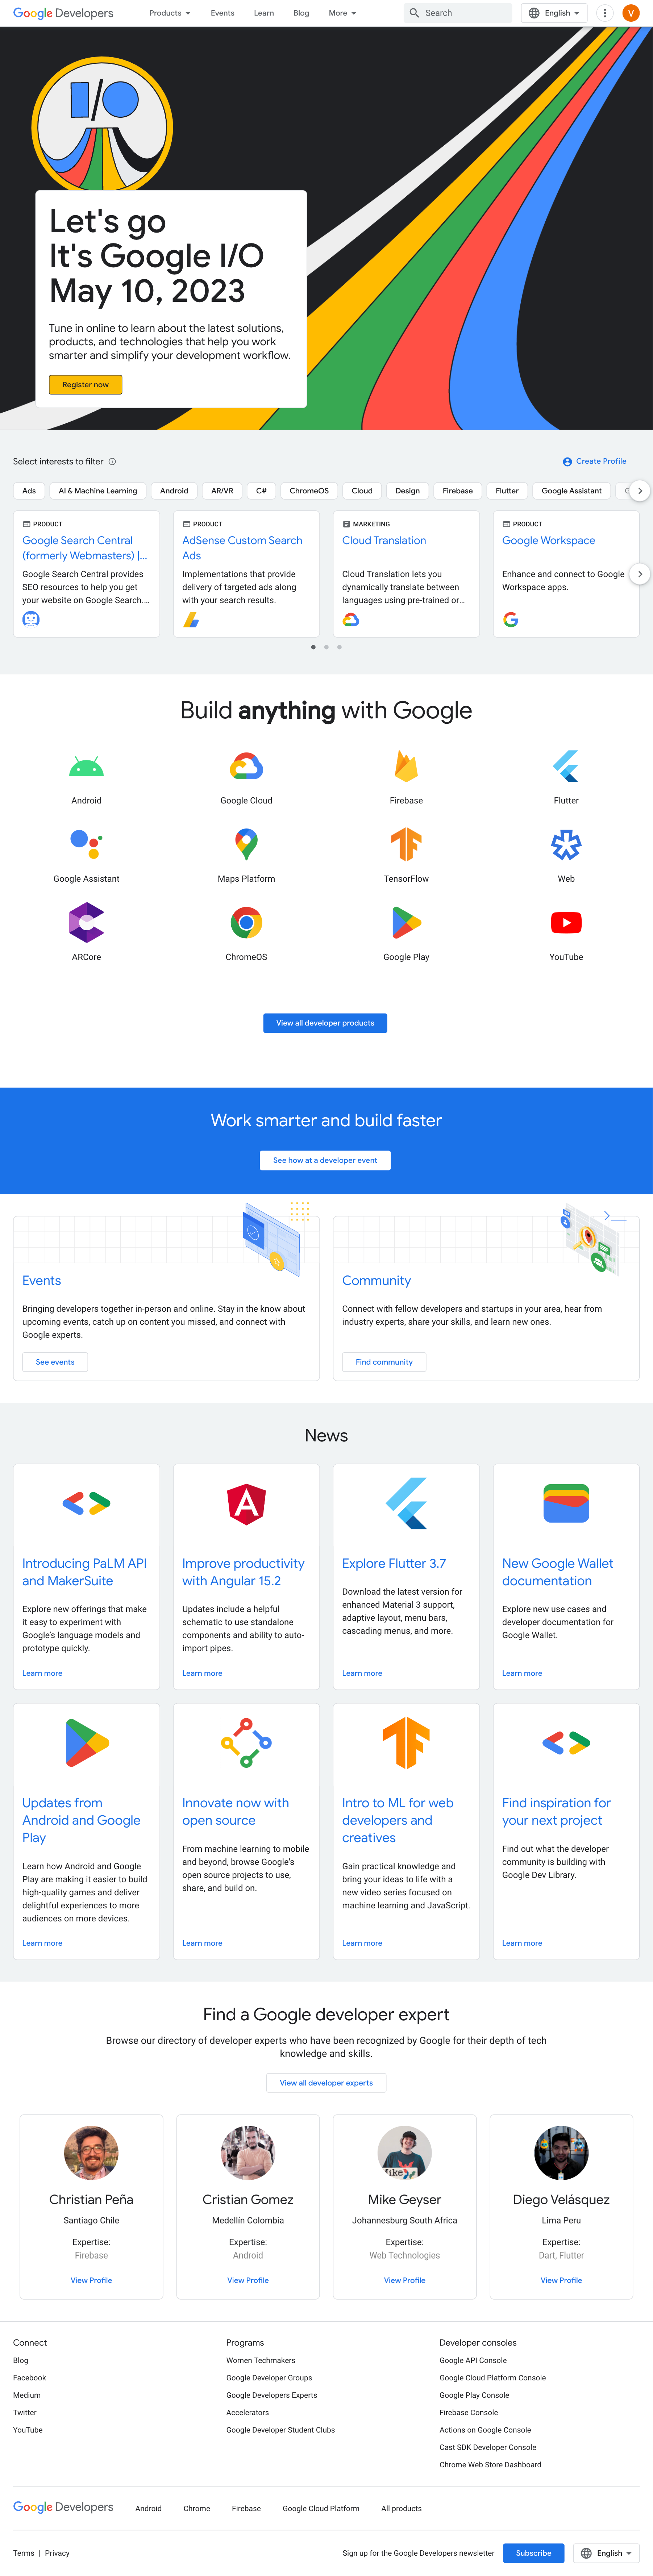 Google Developers
Products
Events
Learn
Blog
More
Search
English
V
I/O
Let's go
It's Google I/O
May 10, 2023
Tune in online to learn about the latest solutions,
products, and technologies that help you work
smarter and simplify your development workflow.
Register now
Select interests to filter
Create Profile
Ads
AI & Machine Learning
Android
AR/VR
C#
ChromeOS
Cloud
Design
Firebase
Flutter
Google Assistant
PRODUCT
Google Search Central
(formerly Webmasters) |...
Google Search Central provides
SEO resources to help you get
your website on Google Search....
PRODUCT
AdSense Custom Search
Ads
Implementations that provide
delivery of targeted ads along
with your search results.
MARKETING
Cloud Translation
Cloud Translation lets you
dynamically translate between
languages using pre-trained or...
PRODUCT
Google Workspace
Enhance and connect to Google
Workspace apps.
Build anything with Google
Android
Google Cloud
Firebase
Flutter
Google Assistant
Maps Platform
TensorFlow
Web
ARCore
ChromeOS
Google Play
YouTube
View all developer products
Work smarter and build faster
See how at a developer event
Events
Bringing developers together in-person and online. Stay in the know about
upcoming events, catch up on content you missed, and connect with
Google experts.
See events
Community
Connect with fellow developers and startups in your area, hear from
industry experts, share your skills, and learn new ones.
Find community
News
Introducing PaLM API
and MakerSuite
Explore new offerings that make
it easy to experiment with
Google's language models and
prototype quickly.
Learn more
Improve productivity
with Angular 15.2
Updates include a helpful
schematic to use standalone
components and ability to auto-
import pipes.
Learn more
Explore Flutter 3.7
Download the latest version for
enhanced Material 3 support,
adaptive layout, menu bars,
cascading menus, and more.
Learn more
New Google Wallet
documentation
Explore new use cases and
developer documentation for
Google Wallet.
Learn more
Updates from
Android and Google
Play
Learn how Android and Google
Play are making it easier to build
high-quality games and deliver
delightful experiences to more
audiences on more devices.
Learn more
Innovate now with
open source
From machine learning to mobile
and beyond, browse Google's
open source projects to use,
share, and build on.
Learn more
Intro to ML for web
developers and
creatives
Gain practical knowledge and
bring your ideas to life with a
new video series focused on
machine learning and JavaScript.
Learn more
Find inspiration for
your next project
Find out what the developer
community is building with
Google Dev Library.
Learn more
Find a Google developer expert
Browse our directory of developer experts who have been recognized by Google for their depth of tech
knowledge and skills.
View all developer experts
Christian Peña
Santiago Chile
Expertise:
Firebase
View Profile
Cristian Gomez
Medellín Colombia
Expertise:
Android
View Profile
Mike Geyser
Johannesburg South Africa
Expertise:
Web Technologies
View Profile
Diego Velásquez
Lima Peru
Expertise:
Dart, Flutter
View Profile
Connect
Blog
Facebook
Medium
Twitter
YouTube
Programs
Women Techmakers
Google Developer Groups
Google Developers Experts
Accelerators
Google Developer Student Clubs
Developer consoles
Google API Console
Google Cloud Platform Console
Google Play Console
Firebase Console
Actions on Google Console
Cast SDK Developer Console
Chrome Web Store Dashboard
Google Developers
Android
Chrome
Firebase
Google Cloud Platform
All products
Terms | Privacy
Sign up for the Google Developers newsletter
Subscribe
English